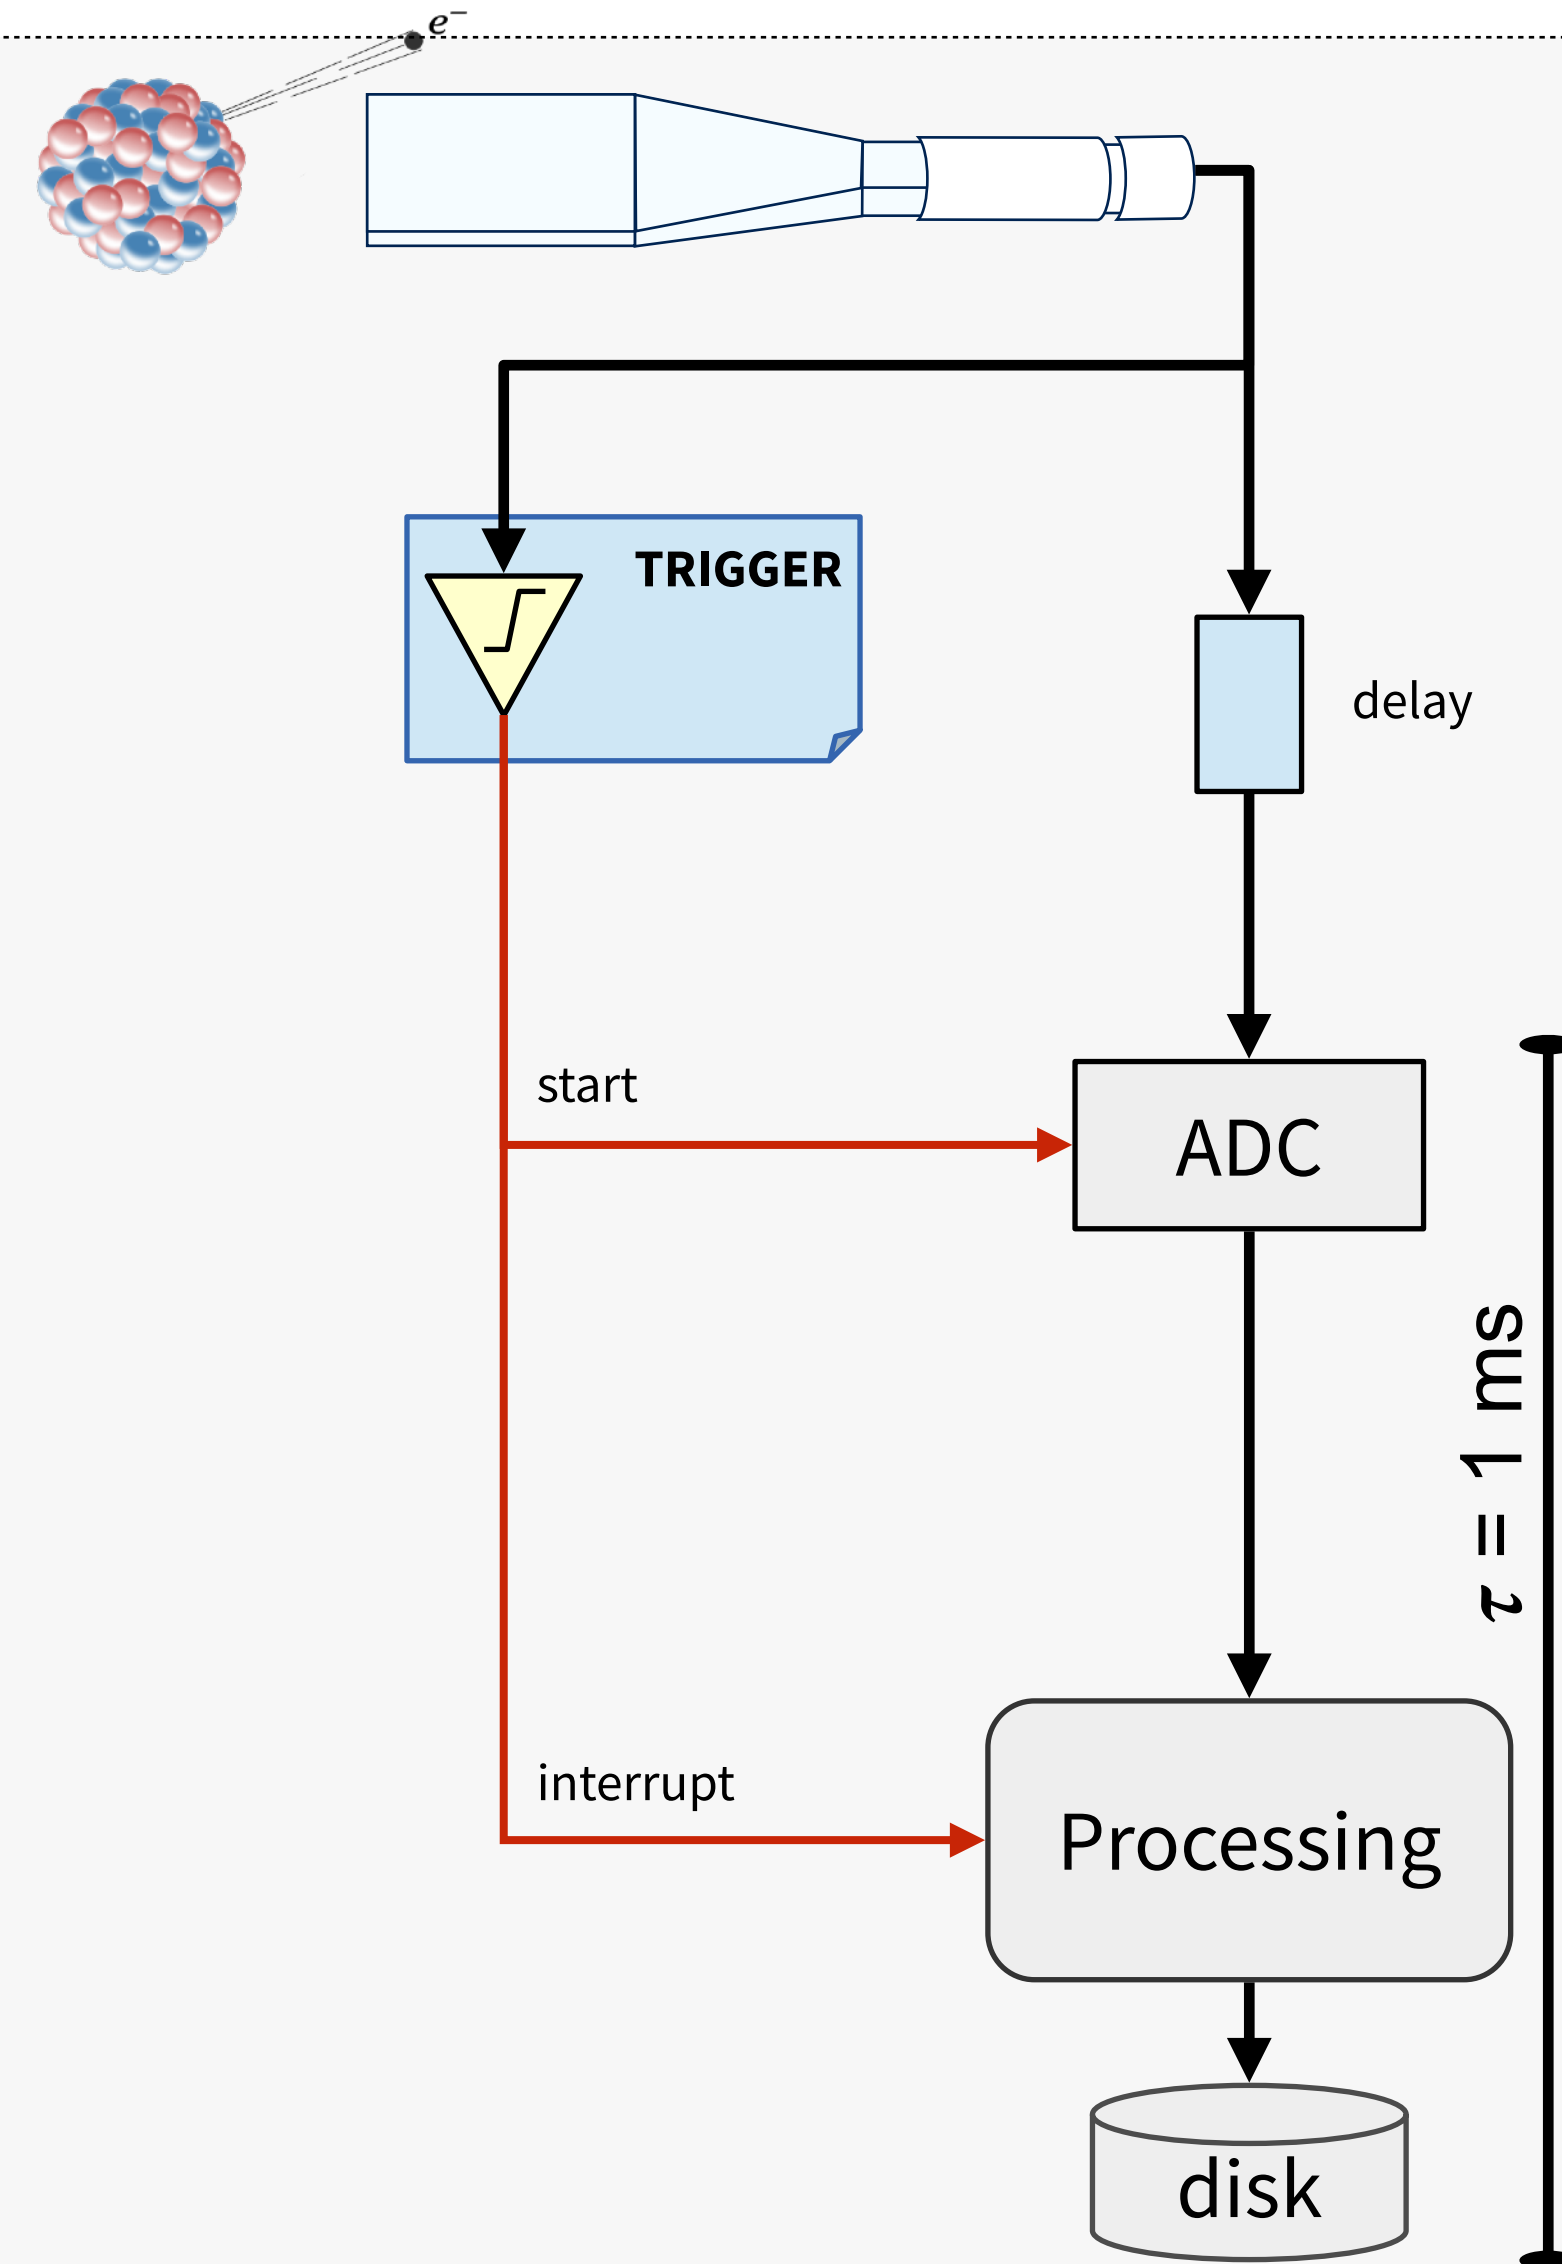 e⁻
TRIGGER
delay
start
ADC
τ = 1 ms
interrupt
Processing
disk